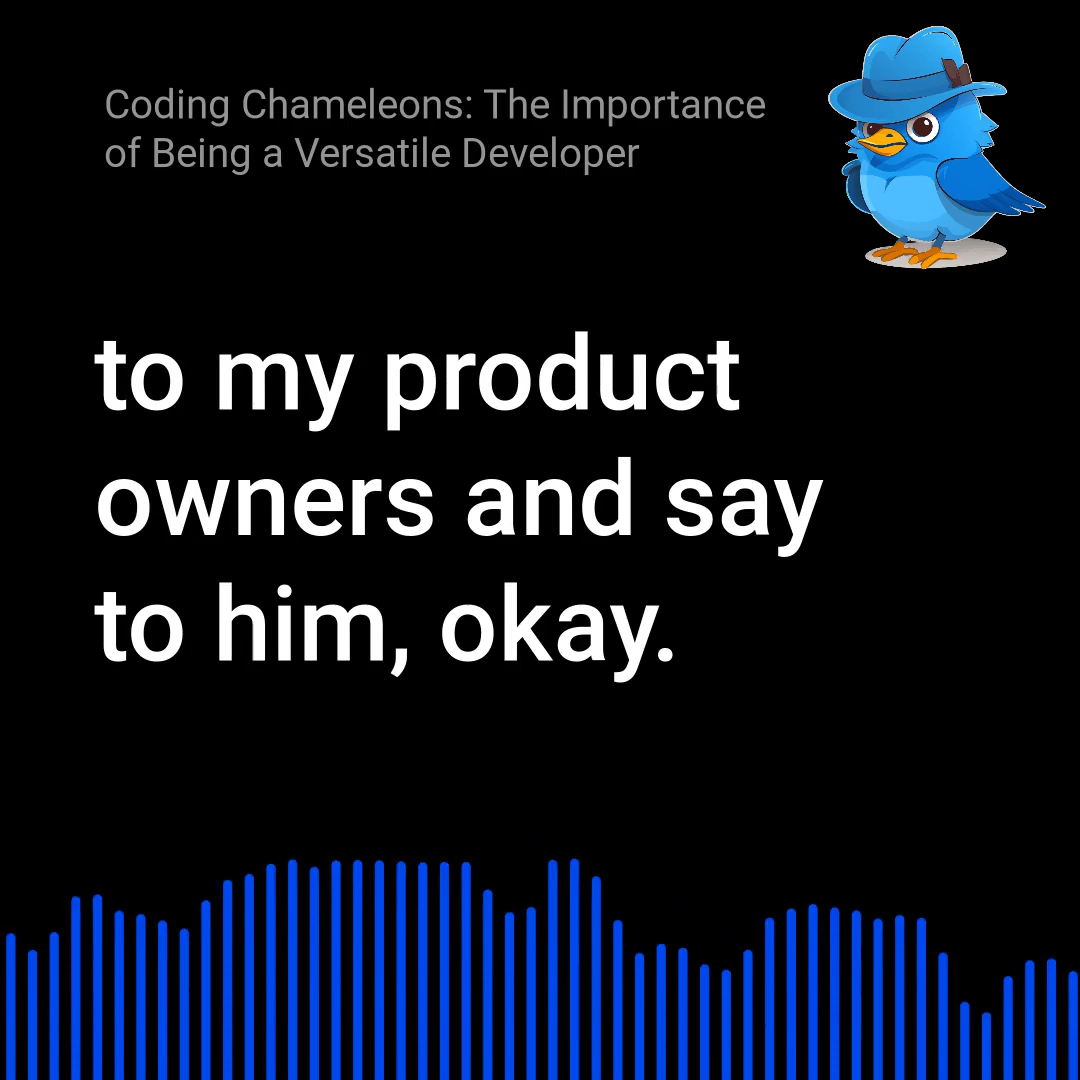 Coding Chameleons: The Importance
of Being a Versatile Developer
to my product
owners and say
to him, okay.